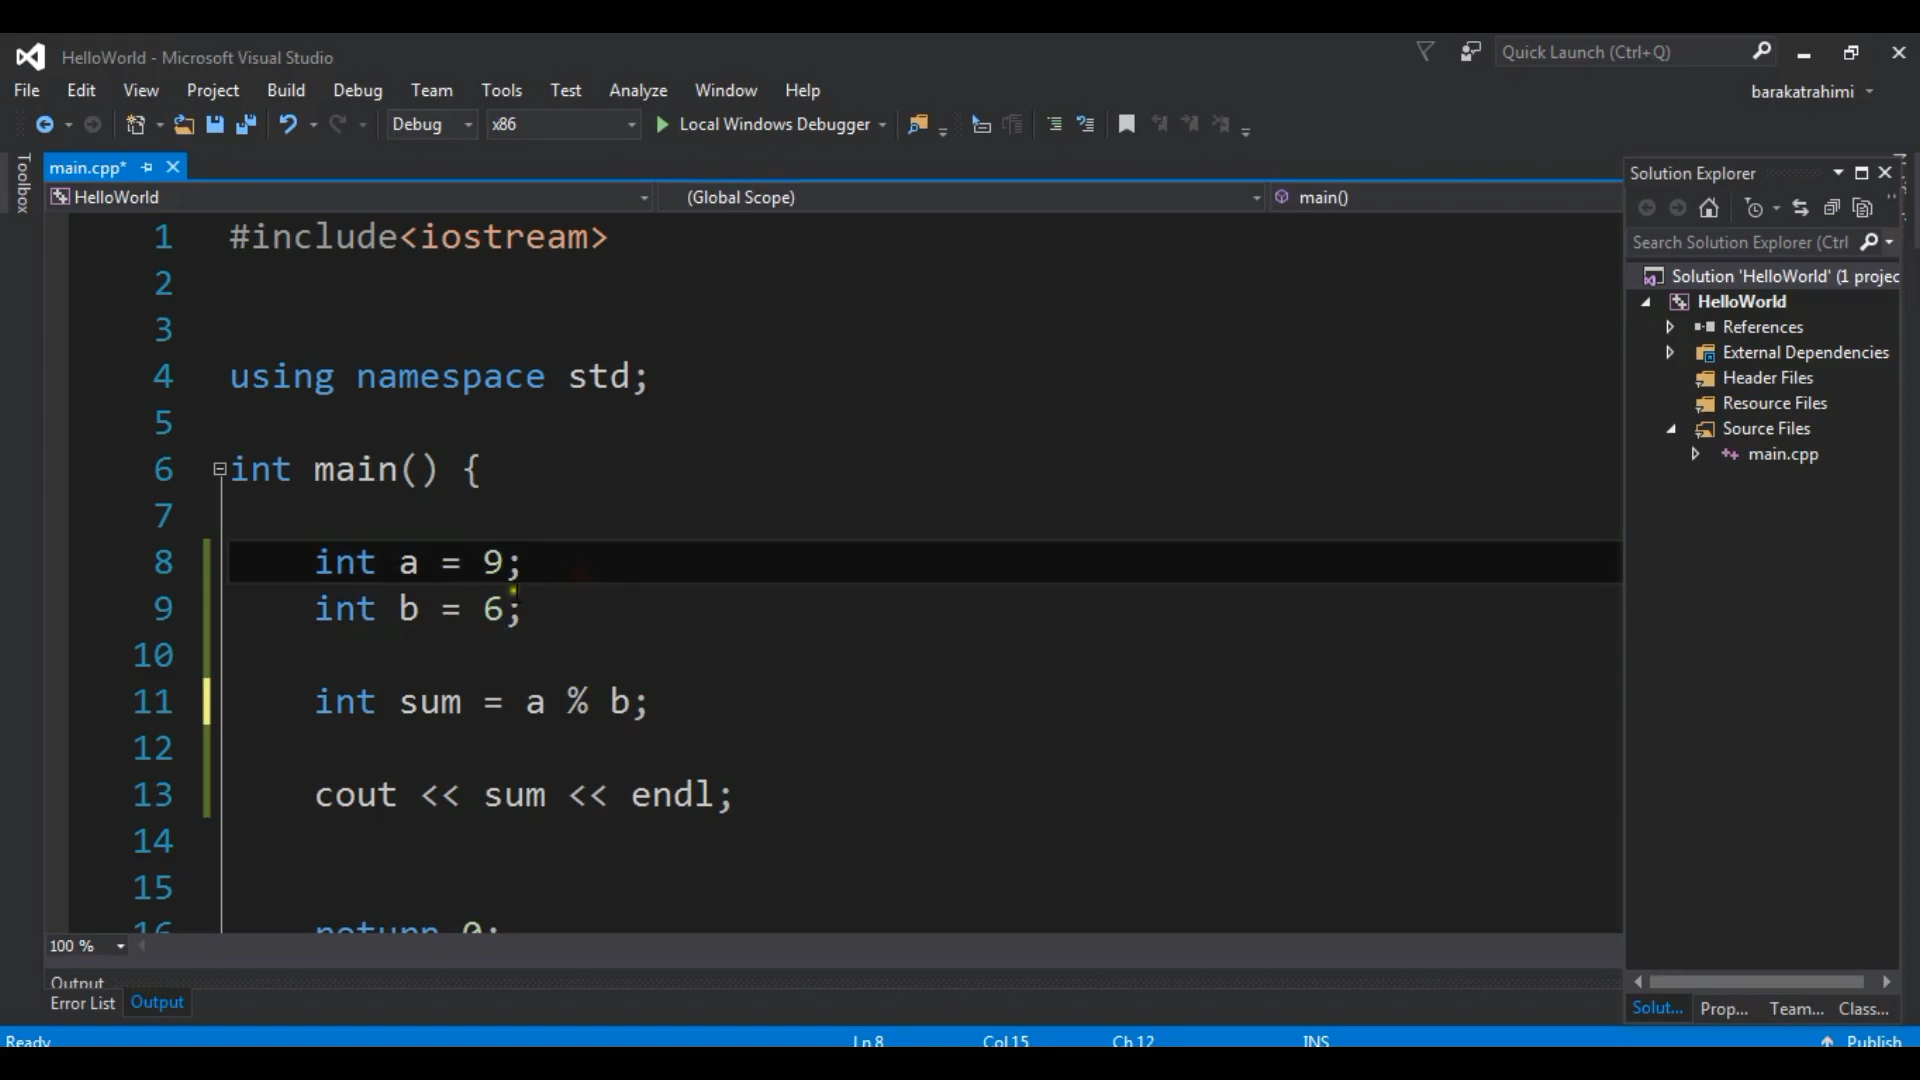 HelloWorld - Microsoft Visual Studio
Quick Launch (Ctrl+Q)
File Edit View Project Build Debug Team Tools Test Analyze Window Help
barakatrahimi
Debug x86 Local Windows Debugger
Toolbox
main.cpp*
HelloWorld (Global Scope) main()
1 #include<iostream>
2
3
4 using namespace std;
5
6 int main() {
7
8 int a = 9;
9 int b = 6;
10
11 int sum = a % b;
12
13 cout << sum << endl;
14
15
16 return 0;
100 %
Output
Error List Output
Solution Explorer
Search Solution Explorer (Ctrl
Solution 'HelloWorld' (1 projec
HelloWorld
References
External Dependencies
Header Files
Resource Files
Source Files
main.cpp
Solut... Prop... Team... Class...
Ready Ln 8 Col 15 Ch 12 INS Publish